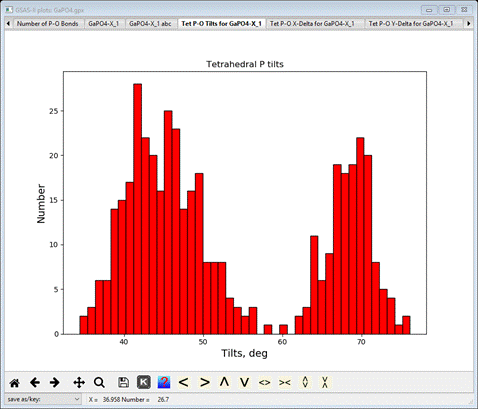 GSAS-II plots: GaPO4.gpx
Number of P-O Bonds GaPO4-X_1 GaPO4-X_1 abc Tet P-O Tilts for GaPO4-X_1 Tet P-O X-Delta for GaPO4-X_1 Tet P-O Y-Delta for GaPO4-X_1
Tetrahedral P tilts
25
20
15
10
5
0
Number
40 50 60 70
Tilts, deg
K ?
save as/key: X = 36.958 Number = 26.7